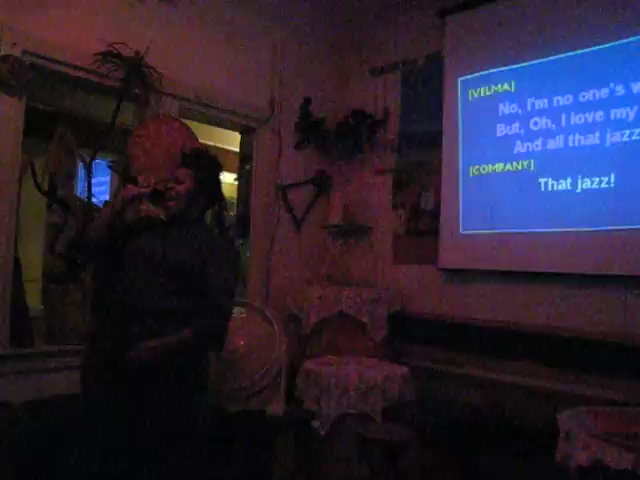 [VELMA]
No, I'm no one's
But, Oh, I love my
And all that jazz
[COMPANY]
That jazz!